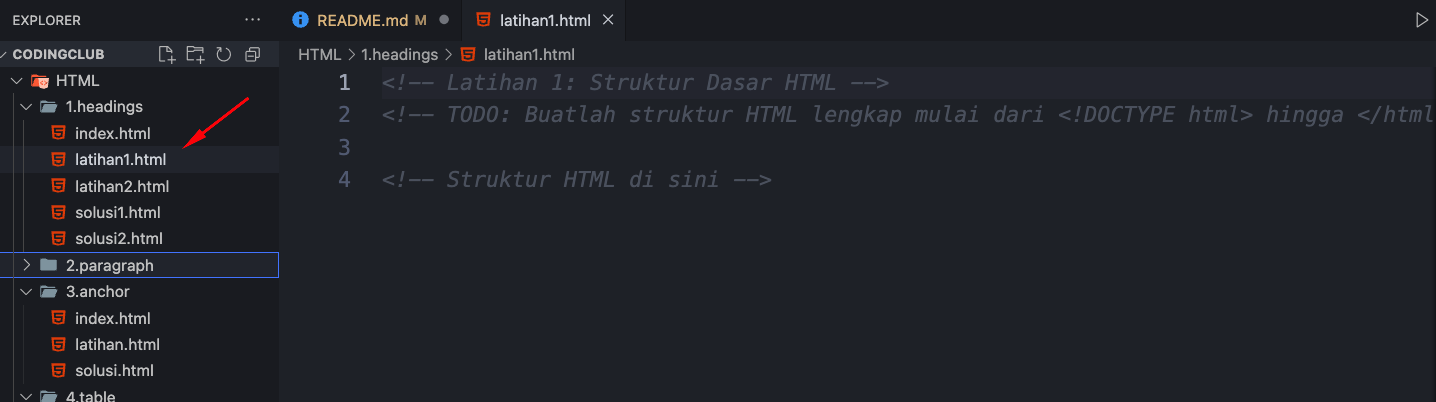 EXPLORER ...
README.md M
latihan1.html
CODINGCLUB
HTML > 1.headings > latihan1.html
HTML
1.headings
index.html
latihan1.html
latihan2.html
solusi1.html
solusi2.html
2.paragraph
3.anchor
index.html
latihan.html
solusi.html
4.table
1 <!-- Latihan 1: Struktur Dasar HTML -->
2 <!-- TODO: Buatlah struktur HTML lengkap mulai dari <!DOCTYPE html> hingga </html
3
4 <!-- Struktur HTML di sini -->